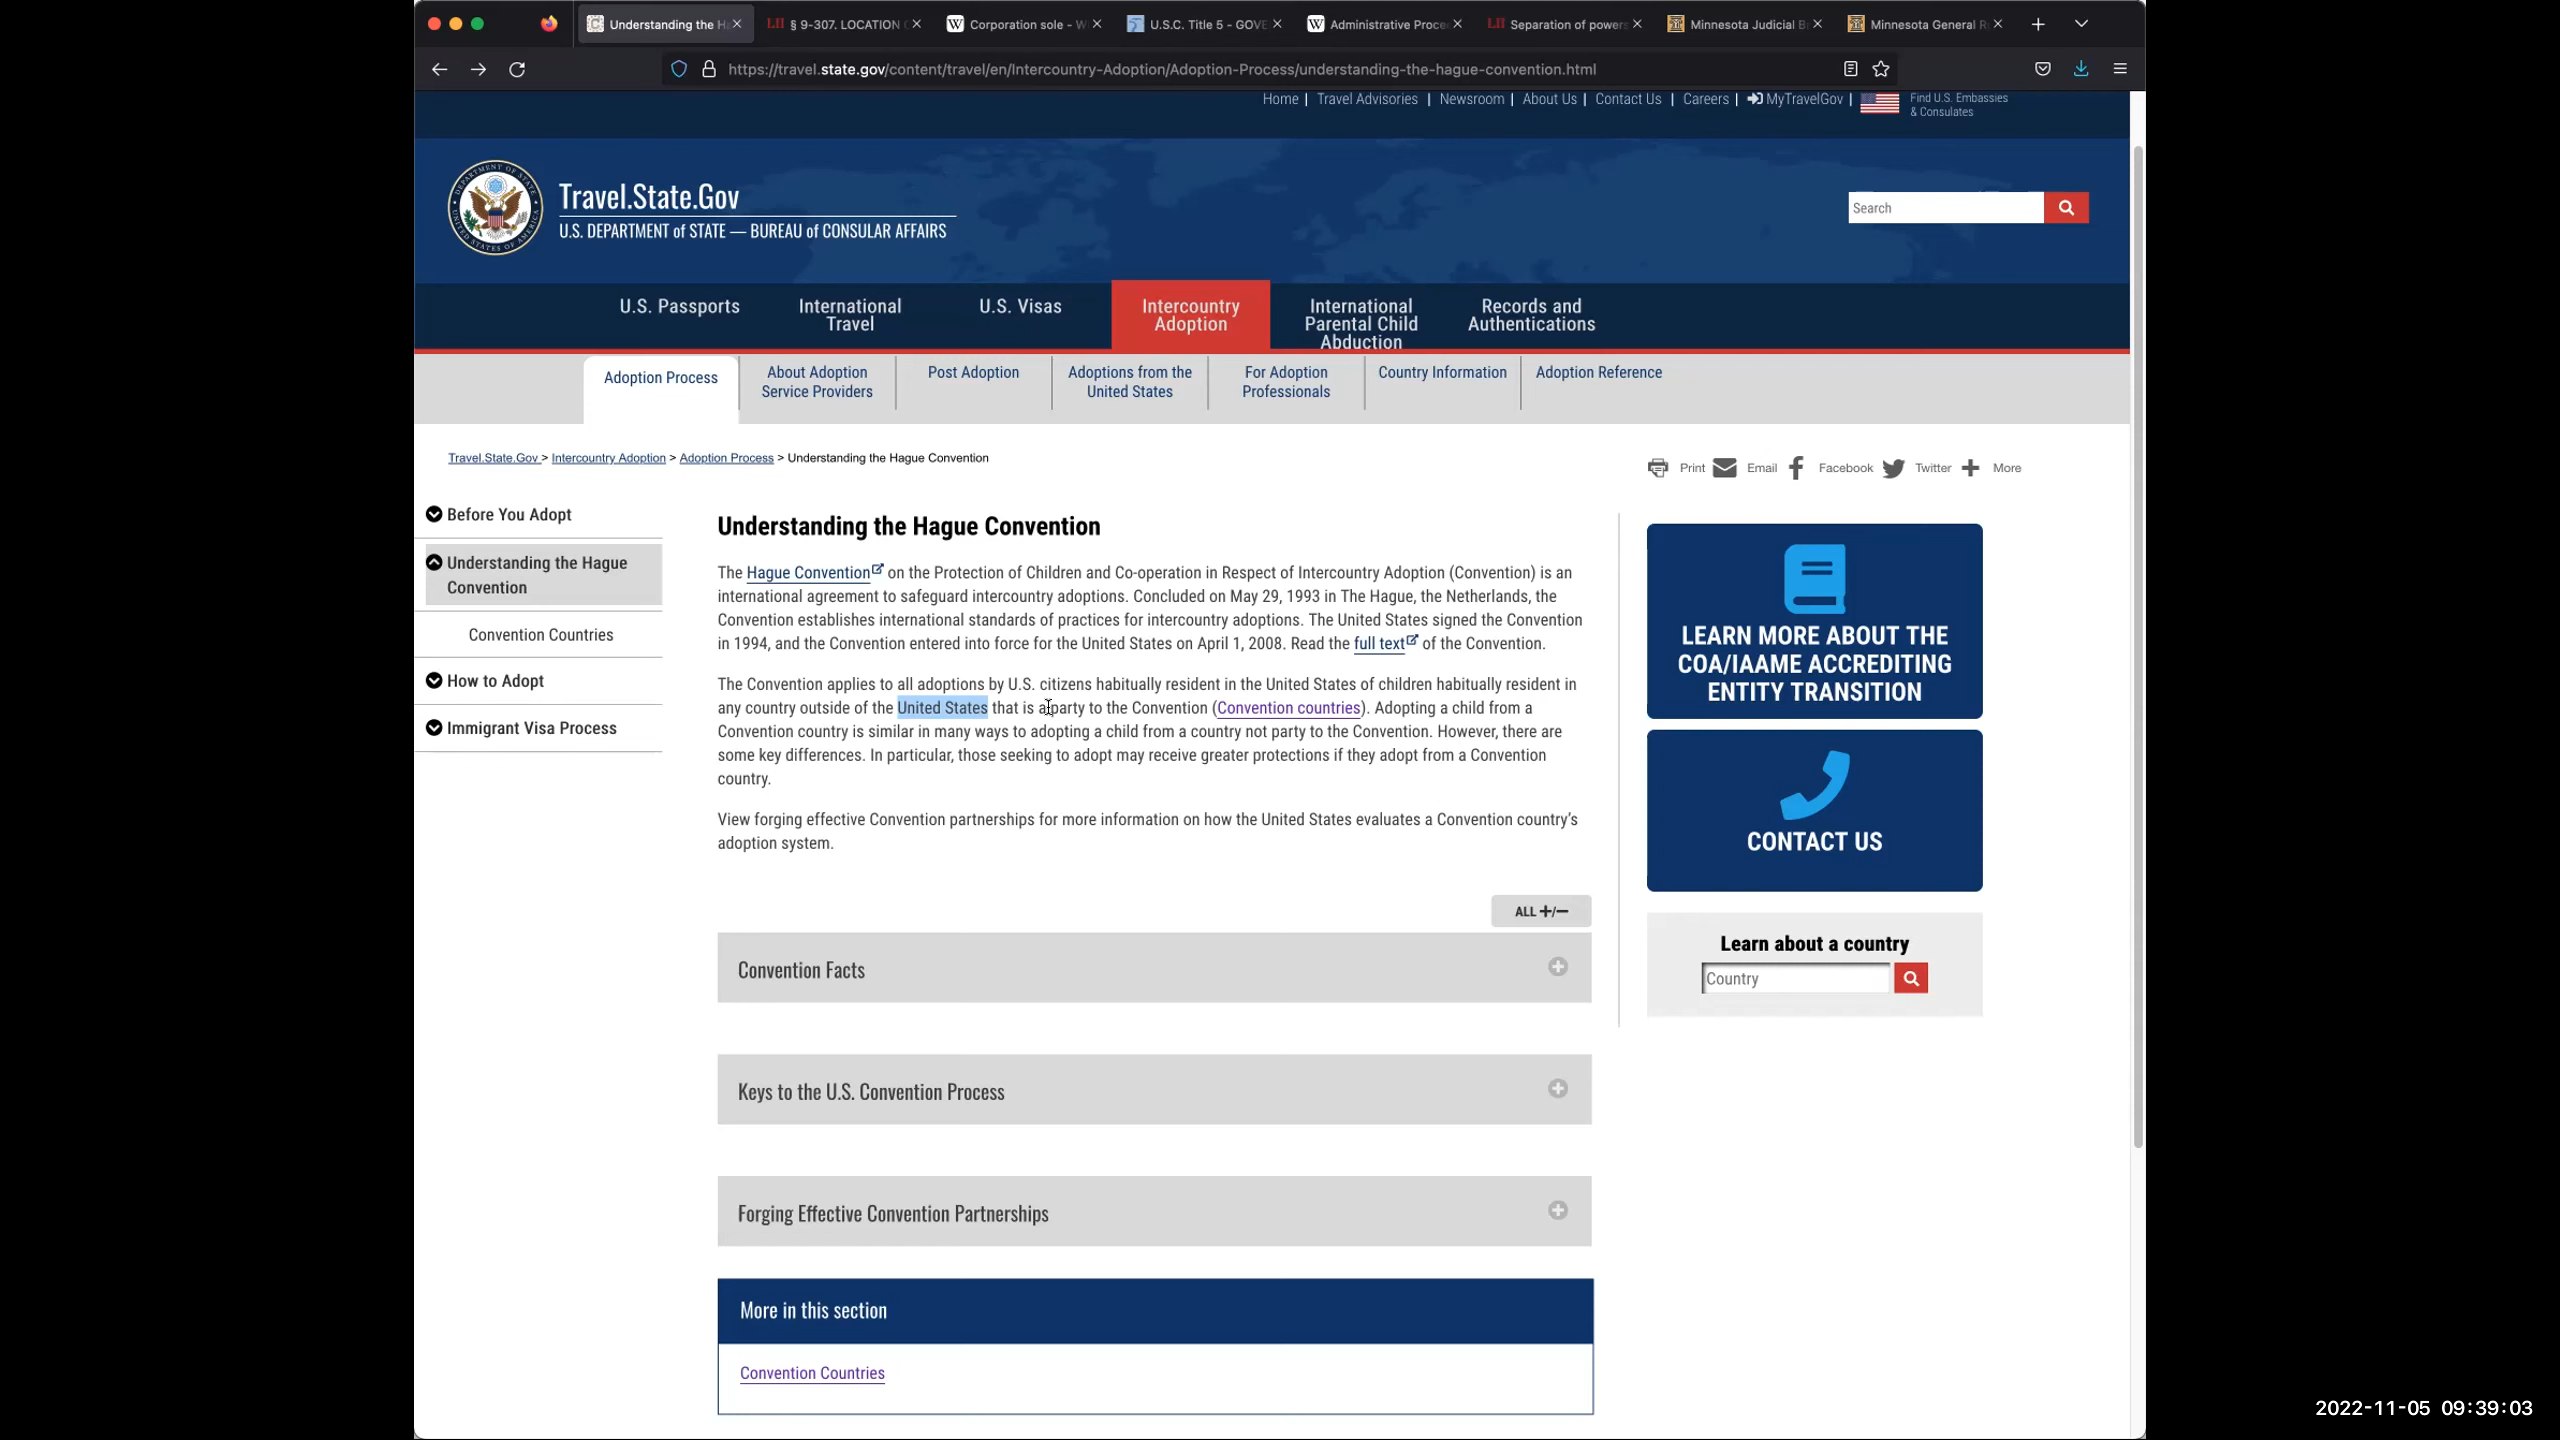 Understanding the Ha
§ 9-307. LOCATION O
Corporation sole - W
U.S.C. Title 5 - GOVE
Administrative Proce
Separation of powers
Minnesota Judicial B
Minnesota General R
https://travel.state.gov/content/travel/en/Intercountry-Adoption/Adoption-Process/understanding-the-hague-convention.html
Home | Travel Advisories | Newsroom | About Us | Contact Us | Careers | MyTravelGov | Find U.S. Embassies
& Consulates
Travel.State.Gov
U.S. DEPARTMENT of STATE — BUREAU of CONSULAR AFFAIRS
Search
U.S. Passports
International
Travel
U.S. Visas
Intercountry
Adoption
International
Parental Child
Abduction
Records and
Authentications
Adoption Process
About Adoption
Service Providers
Post Adoption
Adoptions from the
United States
For Adoption
Professionals
Country Information
Adoption Reference
Travel.State.Gov > Intercountry Adoption > Adoption Process > Understanding the Hague Convention
Print Email Facebook Twitter More
Before You Adopt
Understanding the Hague
Convention
Convention Countries
How to Adopt
Immigrant Visa Process
Understanding the Hague Convention
The Hague Convention on the Protection of Children and Co-operation in Respect of Intercountry Adoption (Convention) is an
international agreement to safeguard intercountry adoptions. Concluded on May 29, 1993 in The Hague, the Netherlands, the
Convention establishes international standards of practices for intercountry adoptions. The United States signed the Convention
in 1994, and the Convention entered into force for the United States on April 1, 2008. Read the full text of the Convention.
The Convention applies to all adoptions by U.S. citizens habitually resident in the United States of children habitually resident in
any country outside of the United States that is a party to the Convention (Convention countries). Adopting a child from a
Convention country is similar in many ways to adopting a child from a country not party to the Convention. However, there are
some key differences. In particular, those seeking to adopt may receive greater protections if they adopt from a Convention
country.
View forging effective Convention partnerships for more information on how the United States evaluates a Convention country's
adoption system.
ALL +/−
Convention Facts
Keys to the U.S. Convention Process
Forging Effective Convention Partnerships
More in this section
Convention Countries
LEARN MORE ABOUT THE
COA/IAAME ACCREDITING
ENTITY TRANSITION
CONTACT US
Learn about a country
Country
2022-11-05 09:39:03